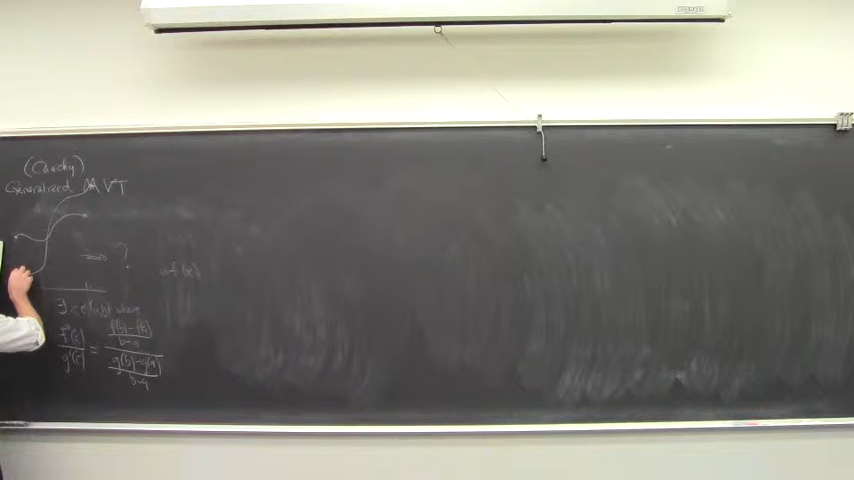 (Cauchy)
Generalized MVT
⇒ ?
a f(x)
∃ c ∈ (a,b) where
f'(c)/g'(c) = ((f(b)-f(a))/(b-a))/((g(b)-g(a))/(b-a))